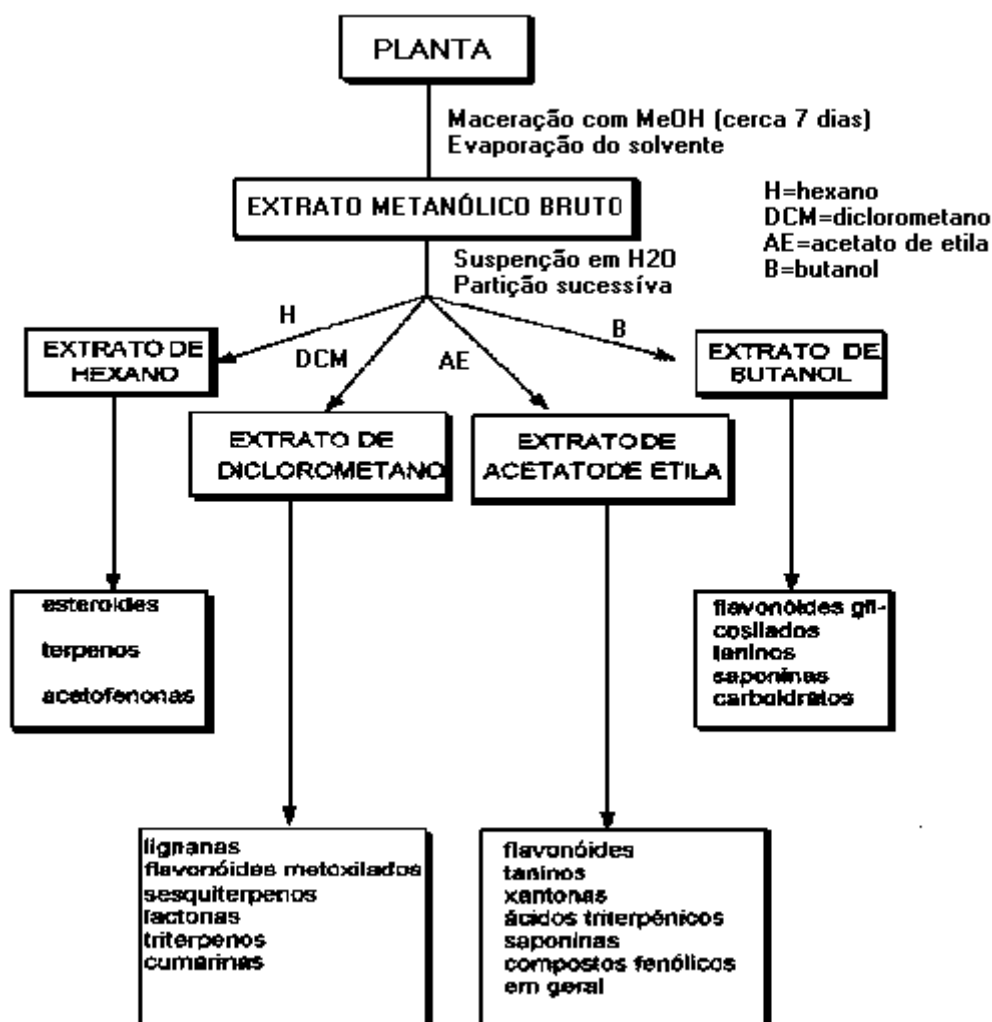 PLANTA
Maceração com MeOH (cerca 7 dias)
Evaporação do solvente
EXTRATO METANÓLICO BRUTO
H=hexano
DCM=diclorometano
AE=acetato de etila
B=butanol
Suspenção em H2O
Partição sucessíva
H
DCM
AE
B
EXTRATO DE
HEXANO
EXTRATO DE
DICLOROMETANO
EXTRATO DE
ACETATO DE ETILA
EXTRATO DE
BUTANOL
esteroides
terpenos
acetofenonas
lignanas
flavonóides metoxilados
sesquiterpenos
lactonas
triterpenos
cumarinas
flavonóides
taninos
xantonas
ácidos triterpênicos
saponinas
compostos fenólicos
em geral
flavonóides gli-
cosilados
taninos
saponinas
carboidratos